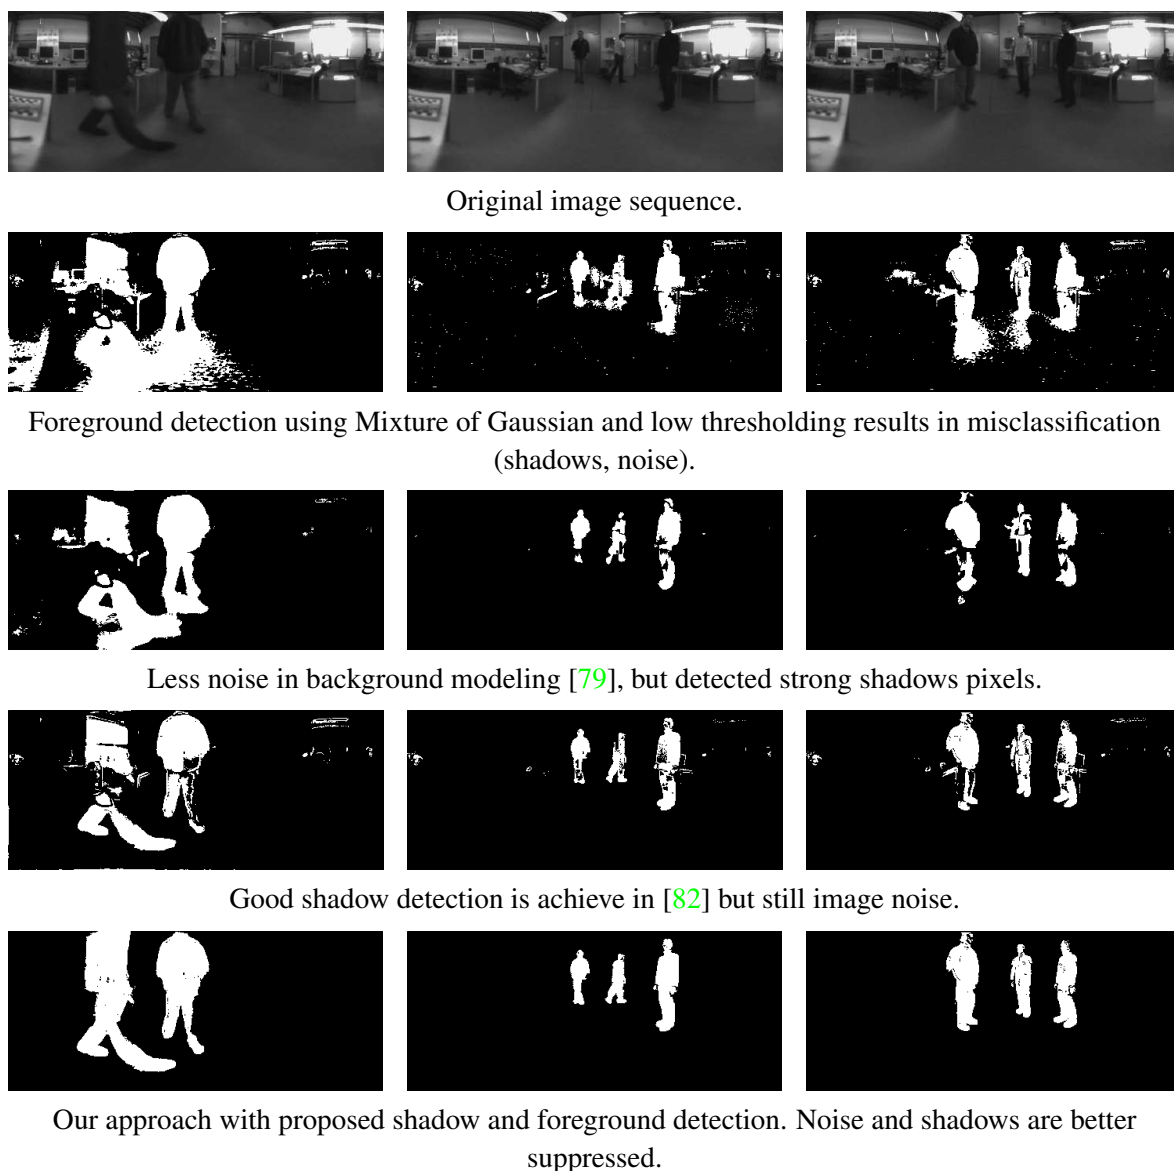 Original image sequence.
Foreground detection using Mixture of Gaussian and low thresholding results in misclassification
(shadows, noise).
Less noise in background modeling [79], but detected strong shadows pixels.
Good shadow detection is achieve in [82] but still image noise.
Our approach with proposed shadow and foreground detection. Noise and shadows are better
suppressed.